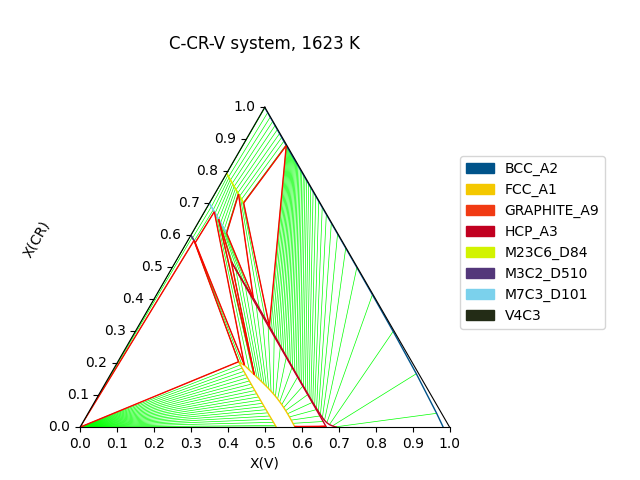 C-CR-V system, 1623 K
1.0
0.9
0.8
0.7
0.6
0.5
0.4
0.3
0.2
0.1
0.0
X(CR)
0.0 0.1 0.2 0.3 0.4 0.5 0.6 0.7 0.8 0.9 1.0
X(V)
BCC_A2
FCC_A1
GRAPHITE_A9
HCP_A3
M23C6_D84
M3C2_D510
M7C3_D101
V4C3